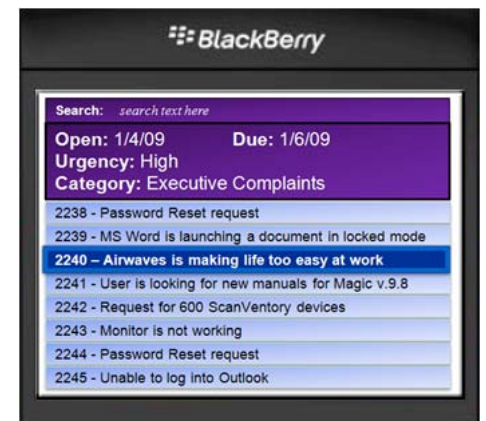 BlackBerry
Search: search text here
Open: 1/4/09 Due: 1/6/09
Urgency: High
Category: Executive Complaints
2238 - Password Reset request
2239 - MS Word is launching a document in locked mode
2240 – Airwaves is making life too easy at work
2241 - User is looking for new manuals for Magic v.9.8
2242 - Request for 600 ScanVentory devices
2243 - Monitor is not working
2244 - Password Reset request
2245 - Unable to log into Outlook